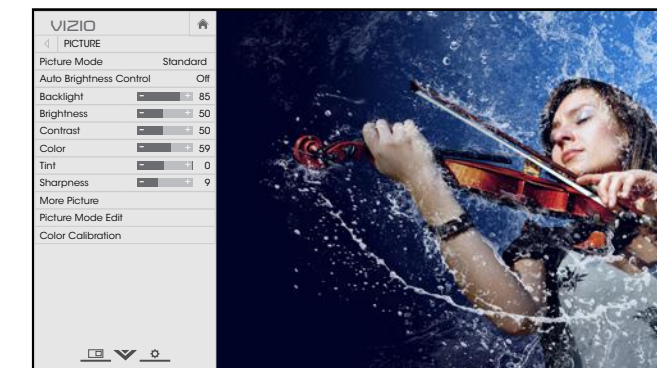 VIZIO
PICTURE
Picture Mode Standard
Auto Brightness Control Off
Backlight 85
Brightness 50
Contrast 50
Color 59
Tint 0
Sharpness 9
More Picture
Picture Mode Edit
Color Calibration